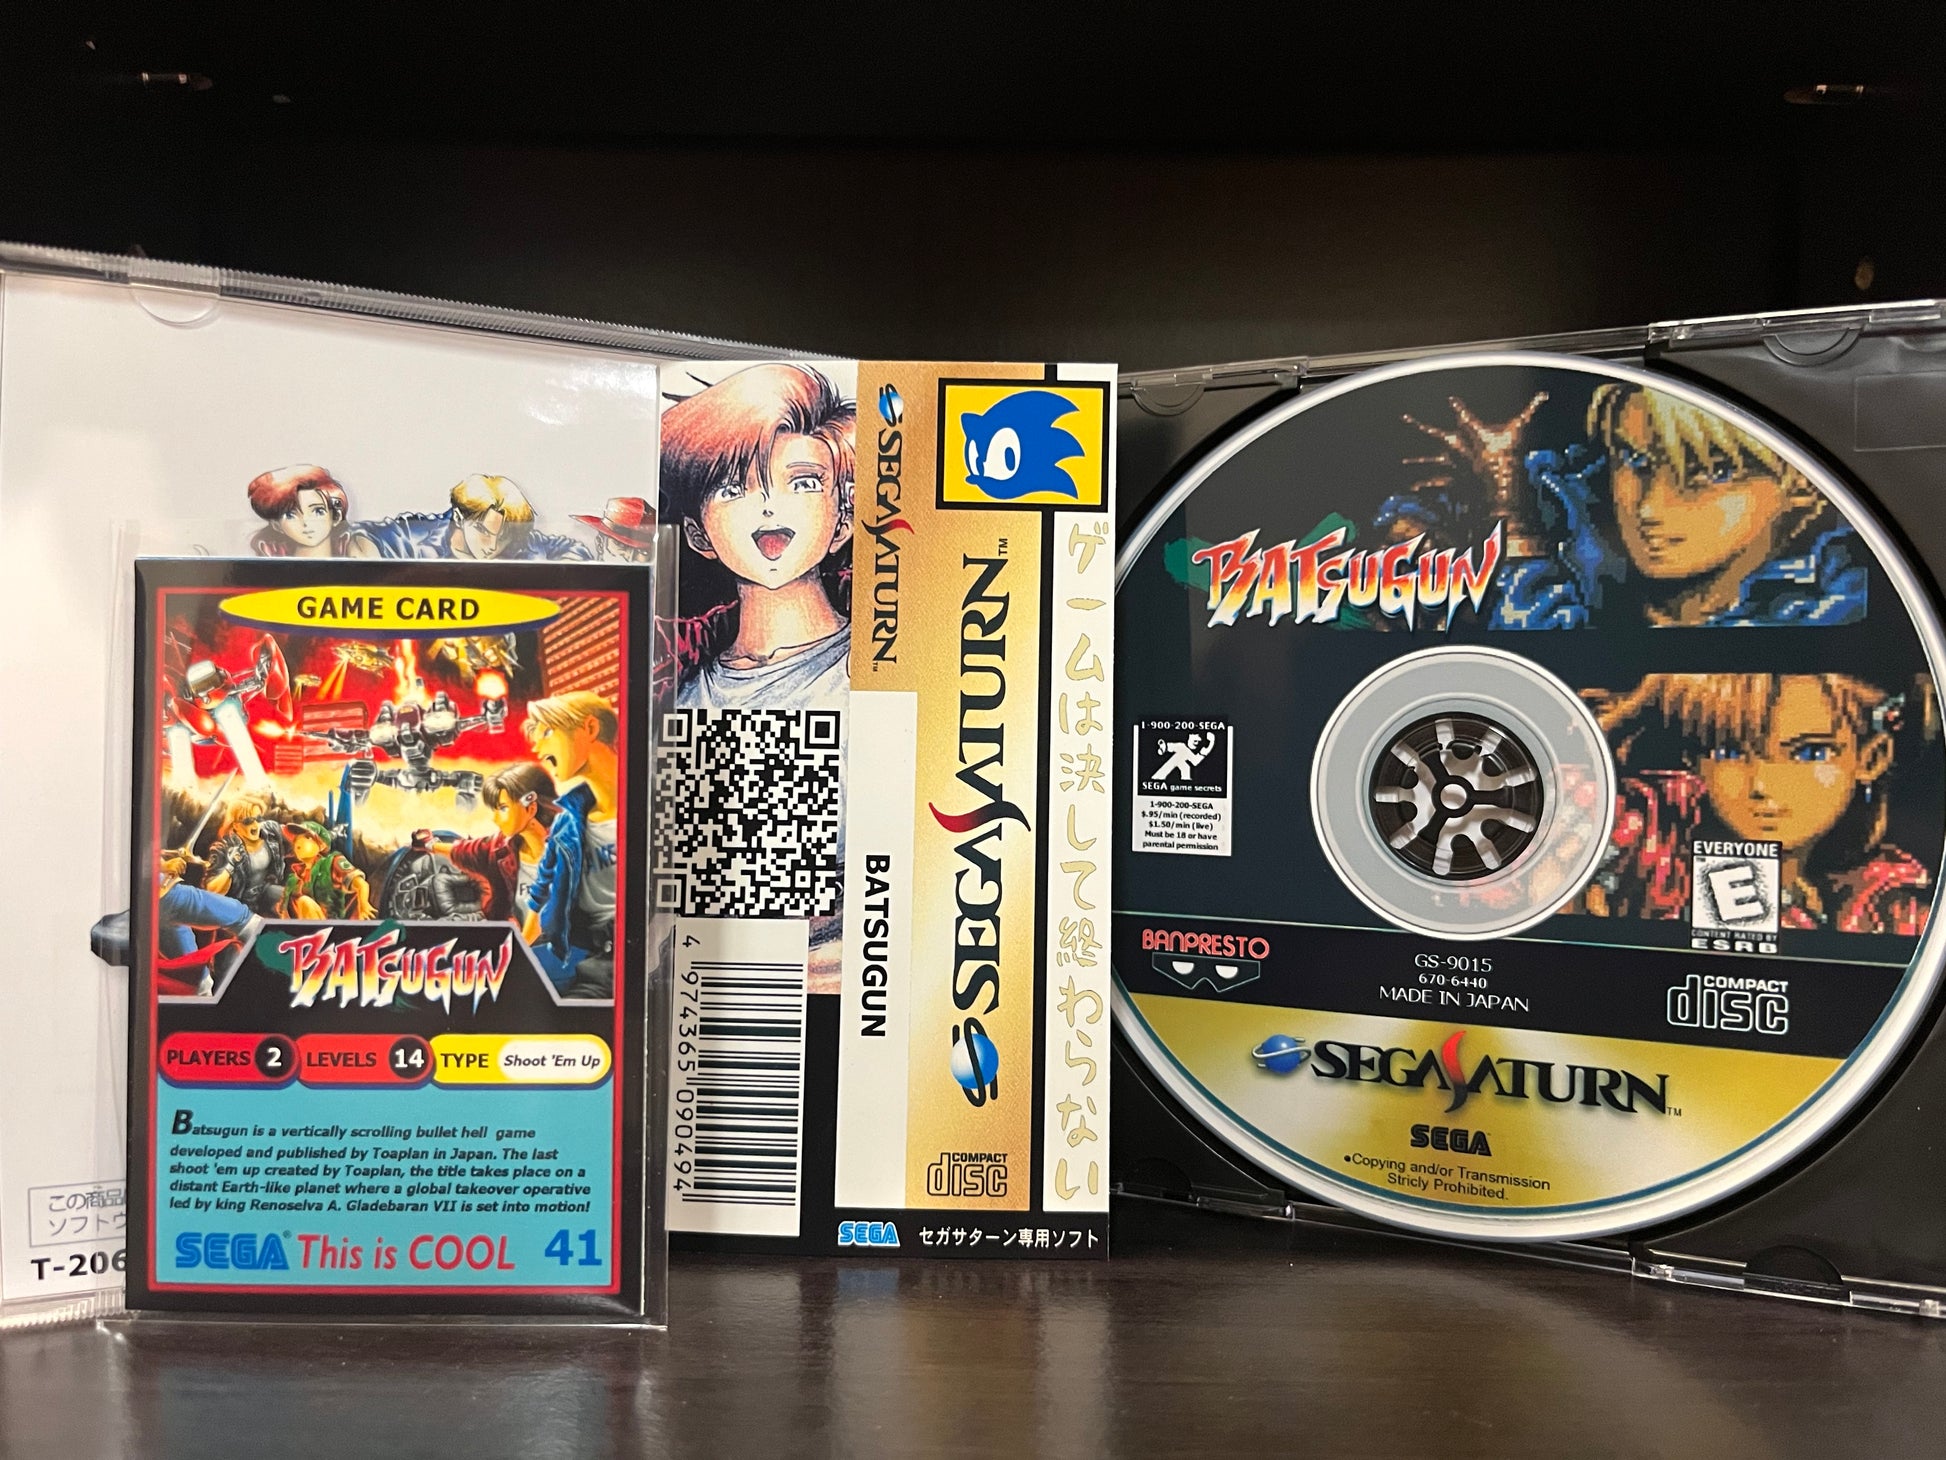 GAME CARD
BATSUGUN
PLAYERS 2 LEVELS 14 TYPE Shoot 'Em Up
Batsugun is a vertically scrolling bullet hell game
developed and published by Toaplan in Japan. The last
shoot 'em up created by Toaplan, the title takes place on a
distant Earth-like planet where a global takeover operative
led by king Renoselva A. Gladebaran VII is set into motion!
SEGA® This is COOL 41
この商品
ソフトウ
T-206
4 974365 090494
SEGA SATURN™
BATSUGUN
SEGA SATURN™
COMPACT
disc
ゲームは決して終わらない
SEGA セガサターン専用ソフト
BATSUGUN
1-900-200-SEGA
SEGA game secrets
1-900-200-SEGA
$.95/min (recorded)
$1.50/min (live)
Must be 18 or have
parental permission
EVERYONE
E
CONTENT RATED BY
ESRB
BANPRESTO
GS-9015
670-6440
MADE IN JAPAN
COMPACT
disc
SEGA SATURN™
SEGA
•Copying and/or Transmission
Stricly Prohibited.